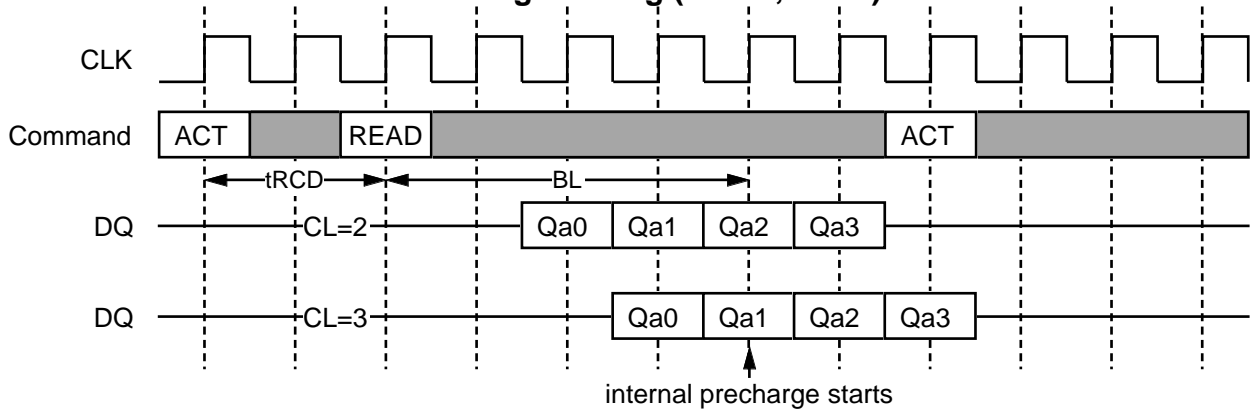 CLK
Command ACT READ ACT
tRCD BL
DQ CL=2 Qa0 Qa1 Qa2 Qa3
DQ CL=3 Qa0 Qa1 Qa2 Qa3
internal precharge starts